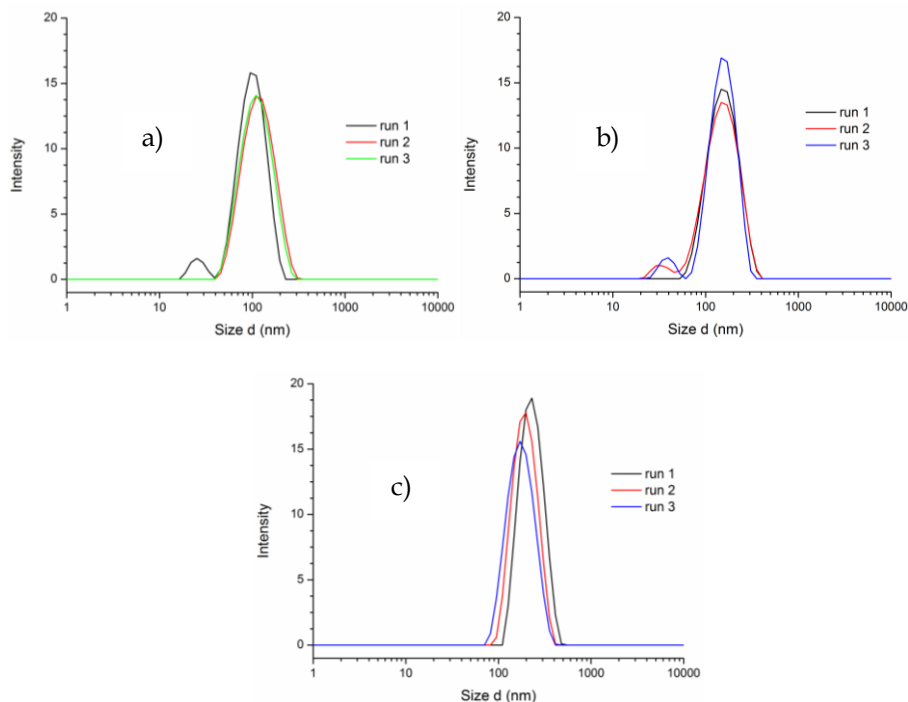 20
15
10
5
0
Intensity
a)
run 1
run 2
run 3
1
10
100
1000
10000
Size d (nm)
20
15
10
5
0
Intensity
b)
run 1
run 2
run 3
1
10
100
1000
10000
Size d (nm)
20
15
10
5
0
Intensity
c)
run 1
run 2
run 3
1
10
100
1000
10000
Size d (nm)